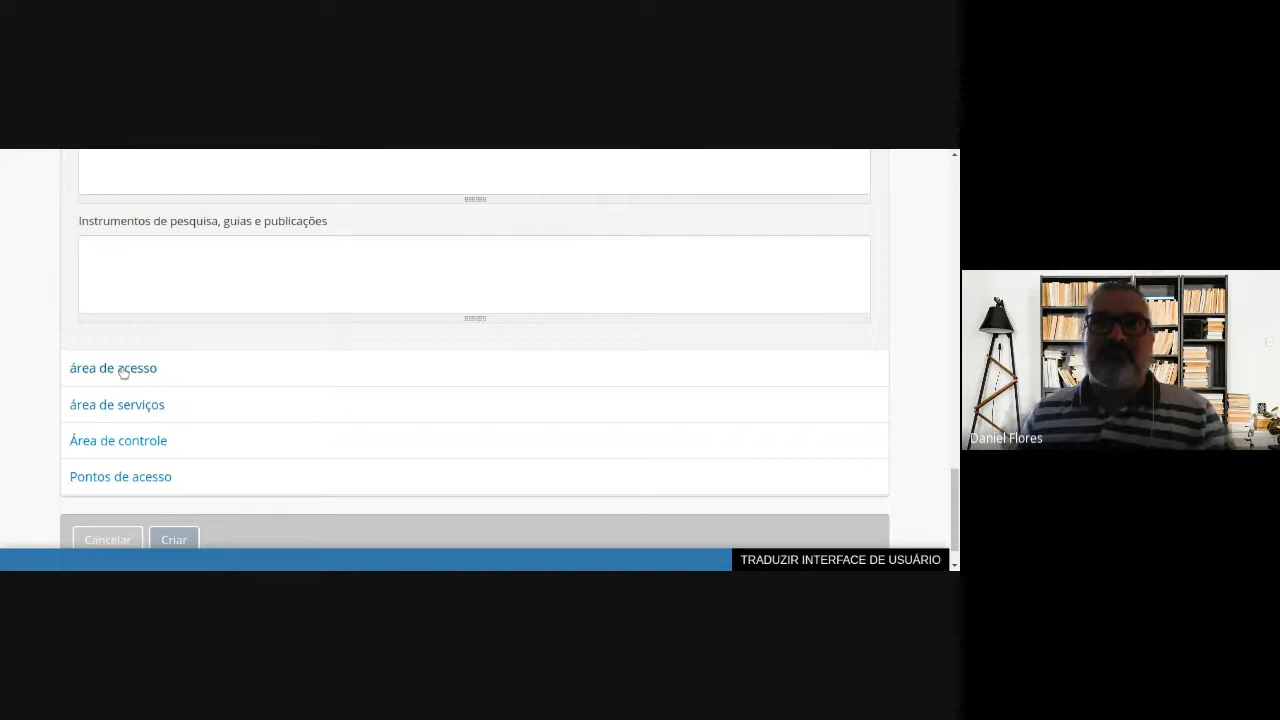 Instrumentos de pesquisa, guias e publicações
área de acesso
área de serviços
Área de controle
Pontos de acesso
Cancelar
Criar
TRADUZIR INTERFACE DE USUÁRIO
Daniel Flores